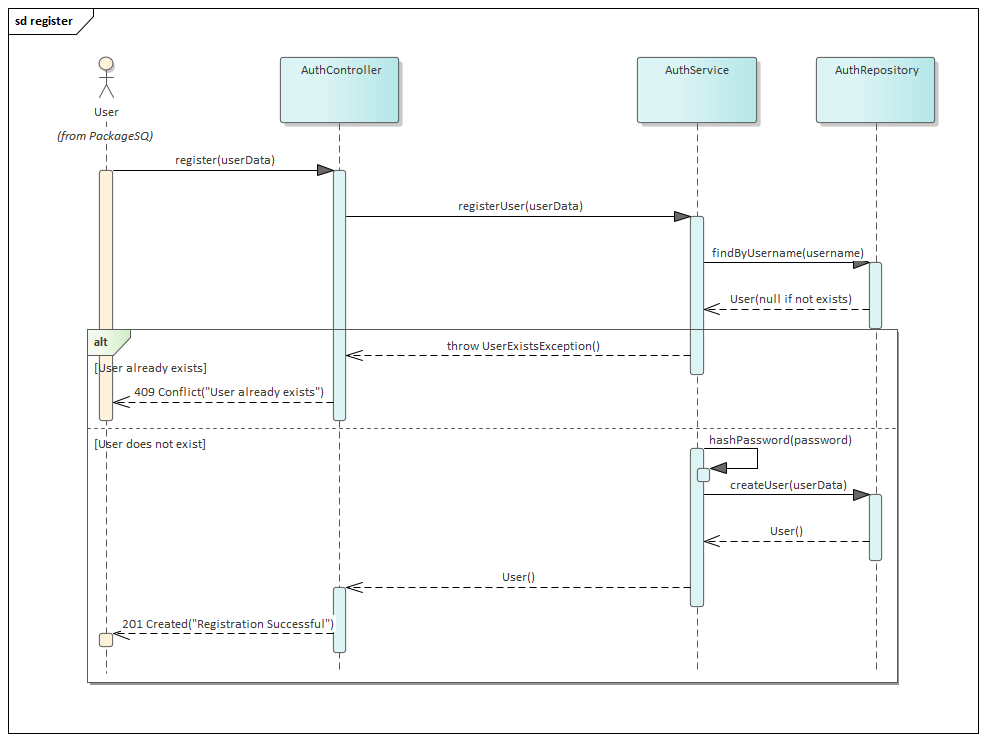 sd register
AuthController
AuthService
AuthRepository
User
(from PackageSQ)
register(userData)
registerUser(userData)
findByUsername(username)
User(null if not exists)
alt
throw UserExistsException()
[User already exists]
409 Conflict("User already exists")
[User does not exist]
hashPassword(password)
createUser(userData)
User()
User()
201 Created("Registration Successful")